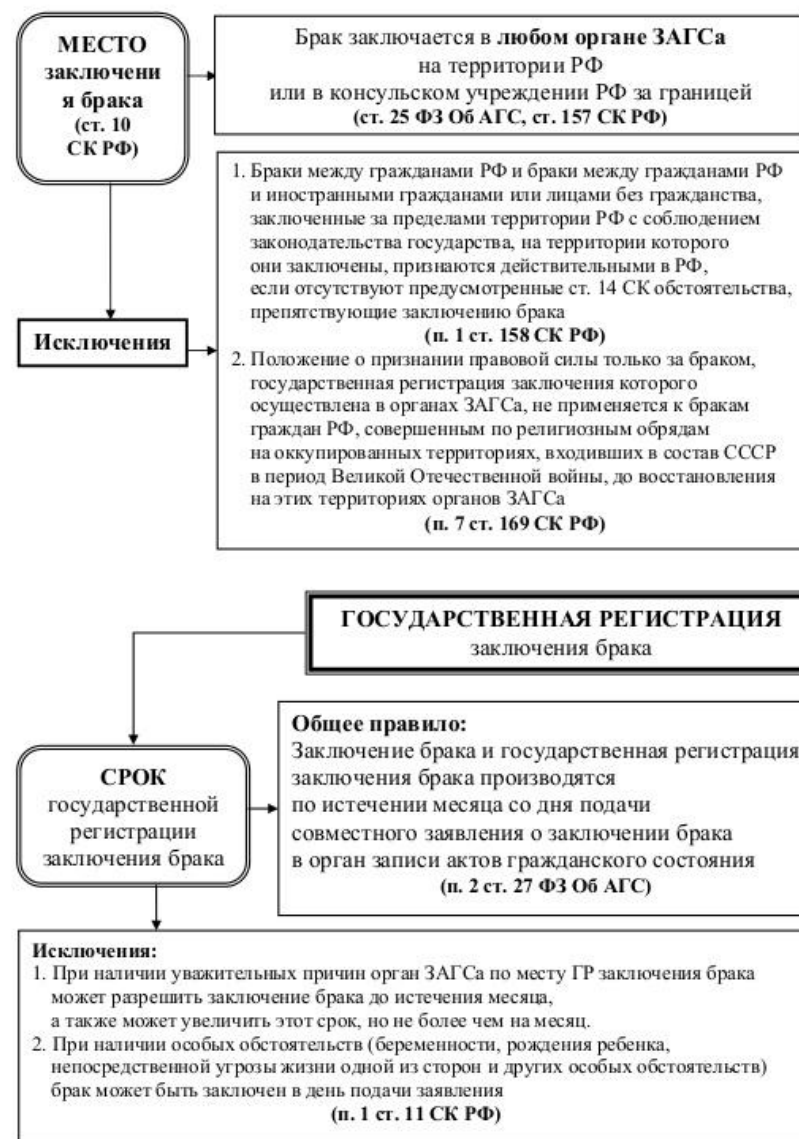 МЕСТО
заключени
я брака
(ст. 10
СК РФ)
Брак заключается в любом органе ЗАГСа
на территории РФ
или в консульском учреждении РФ за границей
(ст. 25 ФЗ Об АГС, ст. 157 СК РФ)
Исключения
1. Браки между гражданами РФ и браки между гражданами РФ
и иностранными гражданами или лицами без гражданства,
заключенные за пределами территории РФ с соблюдением
законодательства государства, на территории которого
они заключены, признаются действительными в РФ,
если отсутствуют предусмотренные ст. 14 СК обстоятельства,
препятствующие заключению брака
(п. 1 ст. 158 СК РФ)
2. Положение о признании правовой силы только за браком,
государственная регистрация заключения которого
осуществлена в органах ЗАГСа, не применяется к бракам
граждан РФ, совершенным по религиозным обрядам
на оккупированных территориях, входивших в состав СССР
в период Великой Отечественной войны, до восстановления
на этих территориях органов ЗАГСа
(п. 7 ст. 169 СК РФ)
ГОСУДАРСТВЕННАЯ РЕГИСТРАЦИЯ
заключения брака
СРОК
государственной
регистрации
заключения брака
Общее правило:
Заключение брака и государственная регистрация
заключения брака производятся
по истечении месяца со дня подачи
совместного заявления о заключении брака
в орган записи актов гражданского состояния
(п. 2 ст. 27 ФЗ Об АГС)
Исключения:
1. При наличии уважительных причин орган ЗАГСа по месту ГР заключения брака
может разрешить заключение брака до истечения месяца,
а также может увеличить этот срок, но не более чем на месяц.
2. При наличии особых обстоятельств (беременности, рождения ребенка,
непосредственной угрозы жизни одной из сторон и других особых обстоятельств)
брак может быть заключен в день подачи заявления
(п. 1 ст. 11 СК РФ)